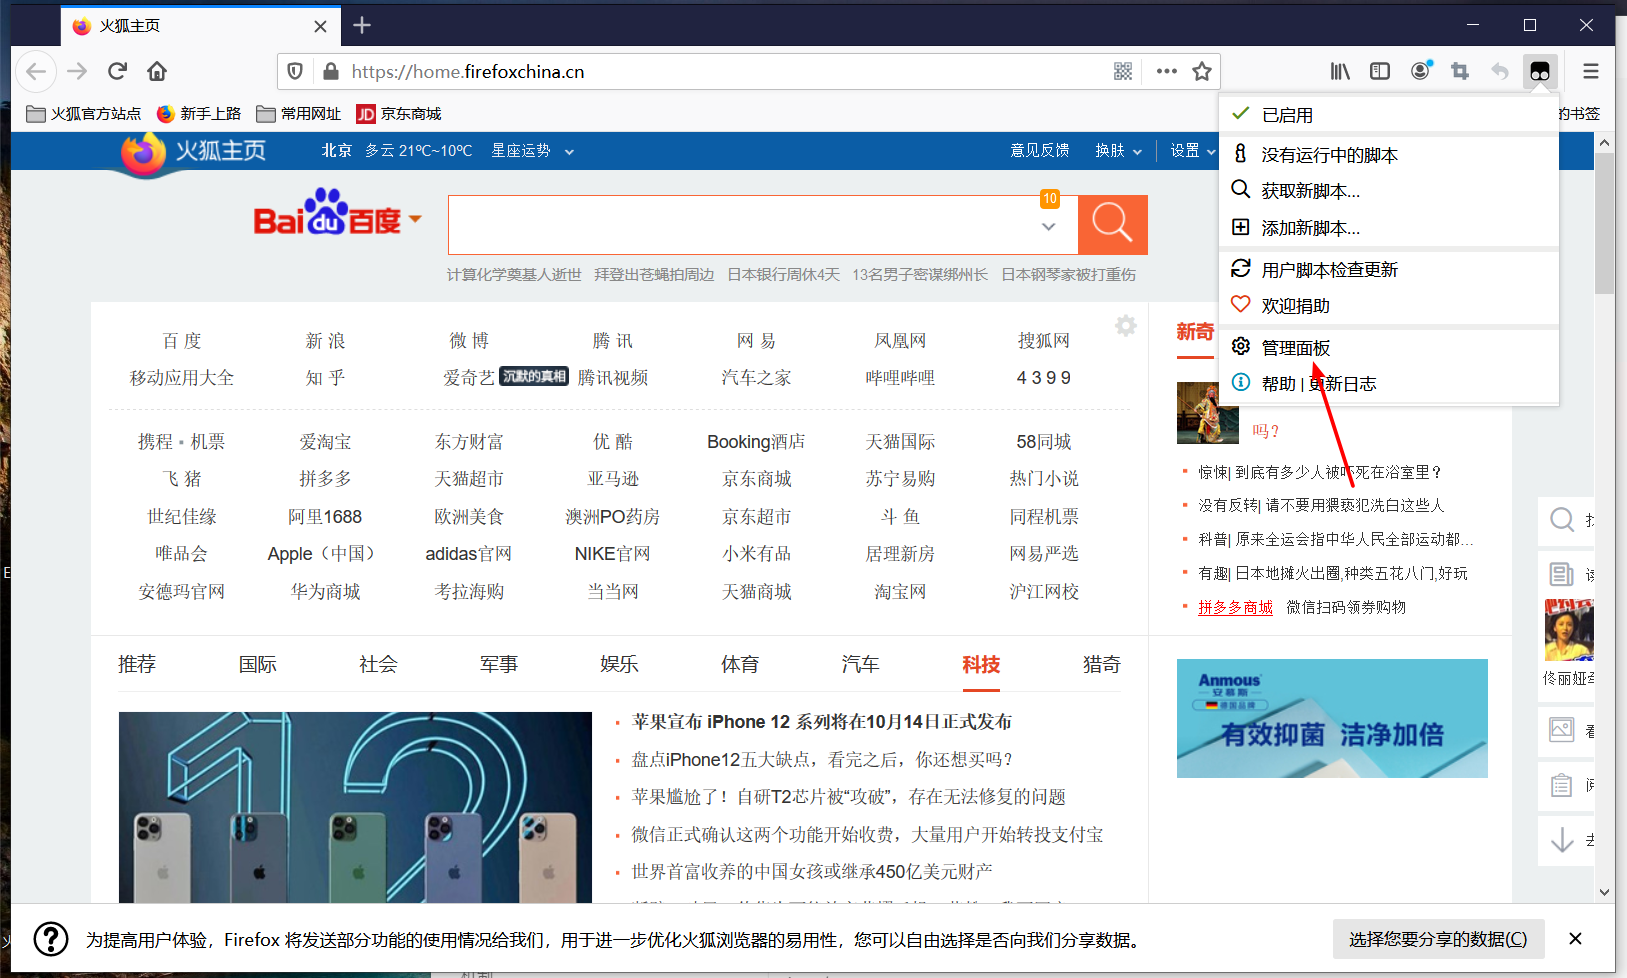 火狐主页
https://home.firefoxchina.cn
火狐官方站点 新手上路 常用网址 JD 京东商城
的书签
已启用
没有运行中的脚本
获取新脚本...
添加新脚本...
用户脚本检查更新
欢迎捐助
管理面板
帮助 | 更新日志
火狐主页 北京 多云 21℃~10℃ 星座运势 意见反馈 换肤 设置
Bai du 百度
10
计算化学奠基人逝世 拜登出苍蝇拍周边 日本银行周休4天 13名男子密谋绑州长 日本钢琴家被打重伤
百 度 新 浪 微 博 腾 讯 网 易 凤凰网 搜狐网
移动应用大全 知 乎 爱奇艺 沉默的真相 腾讯视频 汽车之家 哔哩哔哩 4 3 9 9
携程 • 机票 爱淘宝 东方财富 优 酷 Booking酒店 天猫国际 58同城
飞 猪 拼多多 天猫超市 亚马逊 京东商城 苏宁易购 热门小说
世纪佳缘 阿里1688 欧洲美食 澳洲PO药房 京东超市 斗 鱼 同程机票
唯品会 Apple（中国） adidas官网 NIKE官网 小米有品 居理新房 网易严选
安德玛官网 华为商城 考拉海购 当当网 天猫商城 淘宝网 沪江网校
新奇
吗？
惊悚| 到底有多少人被吓死在浴室里？
没有反转| 请不要用猥亵犯洗白这些人
科普| 原来全运会指中华人民全部运动都...
有趣| 日本地摊火出圈,种类五花八门,好玩
拼多多商城 微信扫码领券购物
推荐 国际 社会 军事 娱乐 体育 汽车 科技 猎奇
苹果宣布 iPhone 12 系列将在10月14日正式发布
盘点iPhone12五大缺点，看完之后，你还想买吗？
苹果尴尬了！自研T2芯片被“攻破”，存在无法修复的问题
微信正式确认这两个功能开始收费，大量用户开始转投支付宝
世界首富收养的中国女孩或继承450亿美元财产
Anmous
安慕斯
德国品牌
有效抑菌 洁净加倍
佟丽娅
为提高用户体验，Firefox 将发送部分功能的使用情况给我们，用于进一步优化火狐浏览器的易用性，您可以自由选择是否向我们分享数据。
选择您要分享的数据(C)